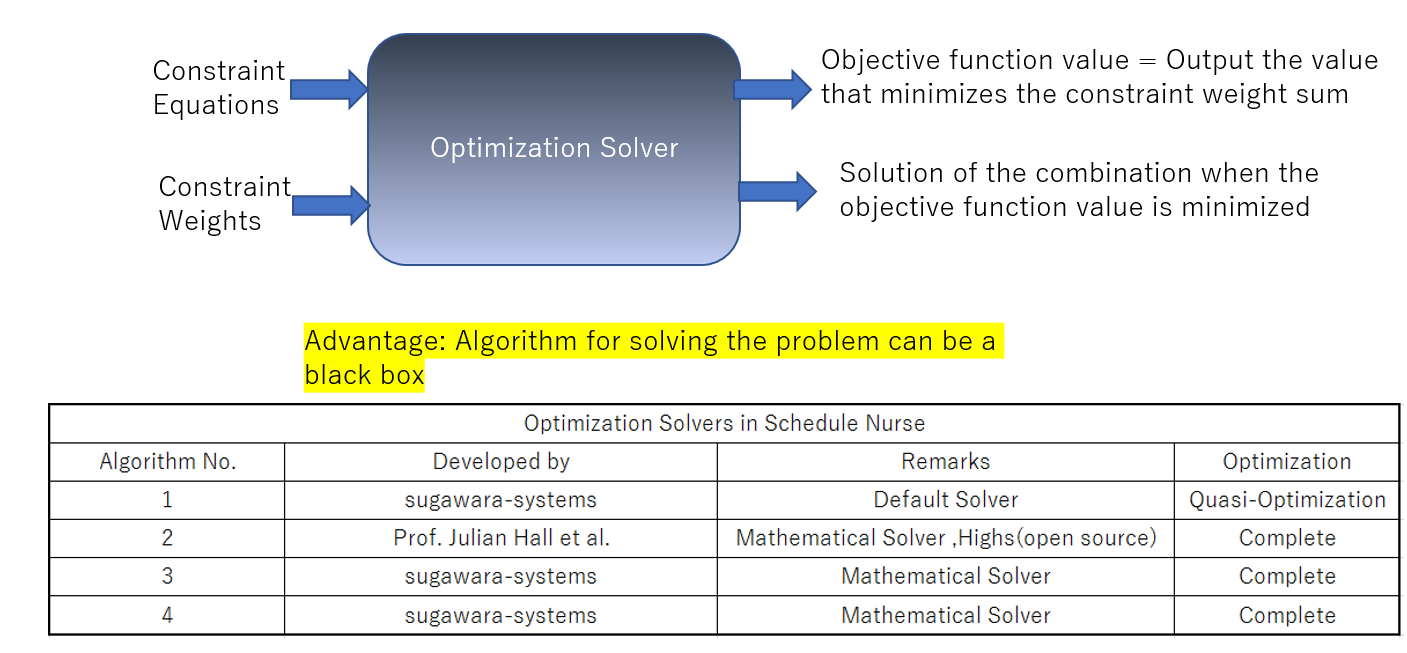 Constraint
Equations
Constraint
Weights
Optimization Solver
Objective function value = Output the value
that minimizes the constraint weight sum
Solution of the combination when the
objective function value is minimized
Advantage: Algorithm for solving the problem can be a
black box
Optimization Solvers in Schedule Nurse
Algorithm No. Developed by Remarks Optimization
1 sugawara-systems Default Solver Quasi-Optimization
2 Prof. Julian Hall et al. Mathematical Solver ,Highs(open source) Complete
3 sugawara-systems Mathematical Solver Complete
4 sugawara-systems Mathematical Solver Complete